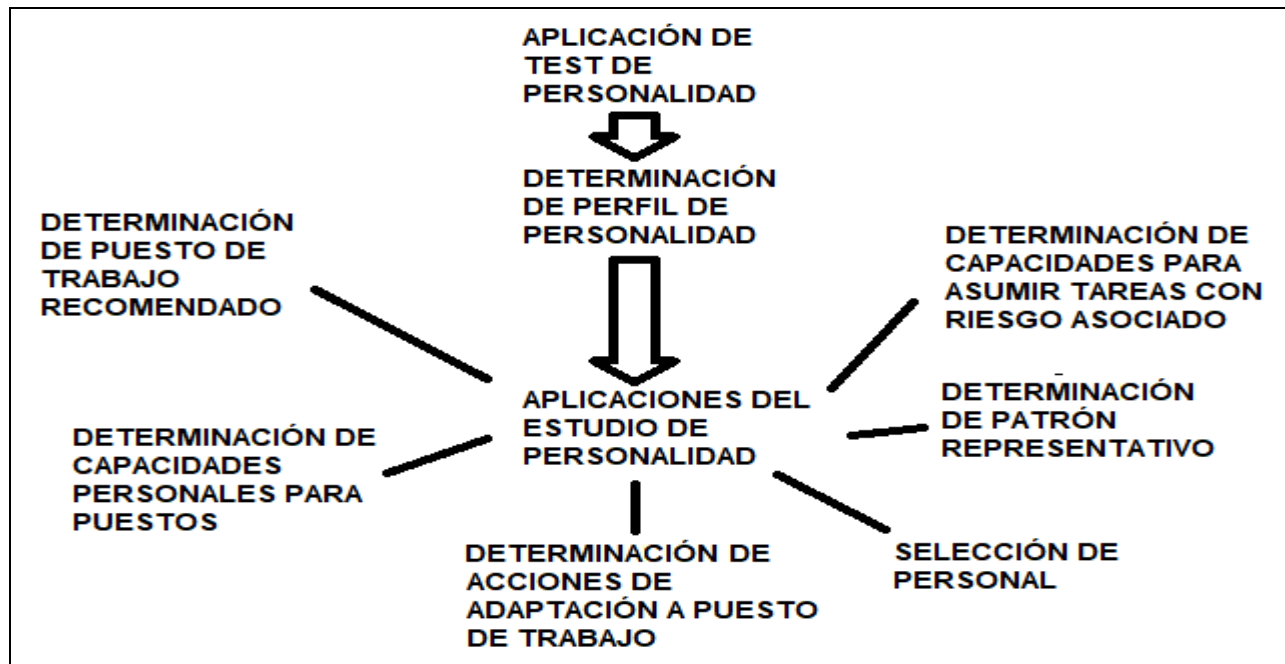 APLICACIÓN DE
TEST DE
PERSONALIDAD
DETERMINACIÓN
DE PERFIL DE
PERSONALIDAD
DETERMINACIÓN
DE PUESTO DE
TRABAJO
RECOMENDADO
DETERMINACIÓN DE
CAPACIDADES PARA
ASUMIR TAREAS CON
RIESGO ASOCIADO
APLICACIONES DEL
ESTUDIO DE
PERSONALIDAD
DETERMINACIÓN
DE PATRÓN
REPRESENTATIVO
DETERMINACIÓN DE
CAPACIDADES
PERSONALES PARA
PUESTOS
DETERMINACIÓN DE
ACCIONES DE
ADAPTACIÓN A PUESTO
DE TRABAJO
SELECCIÓN DE
PERSONAL